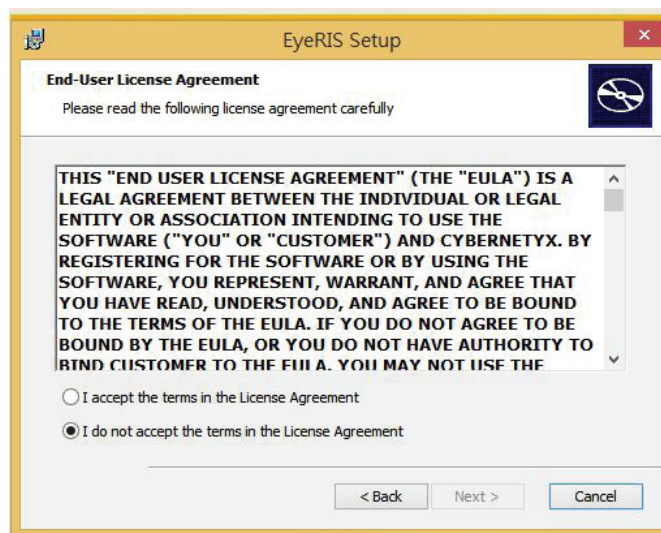 EyeRIS Setup
End-User License Agreement
Please read the following license agreement carefully
THIS "END USER LICENSE AGREEMENT" (THE "EULA") IS A
LEGAL AGREEMENT BETWEEN THE INDIVIDUAL OR LEGAL
ENTITY OR ASSOCIATION INTENDING TO USE THE
SOFTWARE ("YOU" OR "CUSTOMER") AND CYBERNETYX. BY
REGISTERING FOR THE SOFTWARE OR BY USING THE
SOFTWARE, YOU REPRESENT, WARRANT, AND AGREE THAT
YOU HAVE READ, UNDERSTOOD, AND AGREE TO BE BOUND
TO THE TERMS OF THE EULA. IF YOU DO NOT AGREE TO BE
BOUND BY THE EULA, OR YOU DO NOT HAVE AUTHORITY TO
BIND CUSTOMER TO THE EULA, YOU MAY NOT USE THE
I accept the terms in the License Agreement
I do not accept the terms in the License Agreement
< Back Next > Cancel